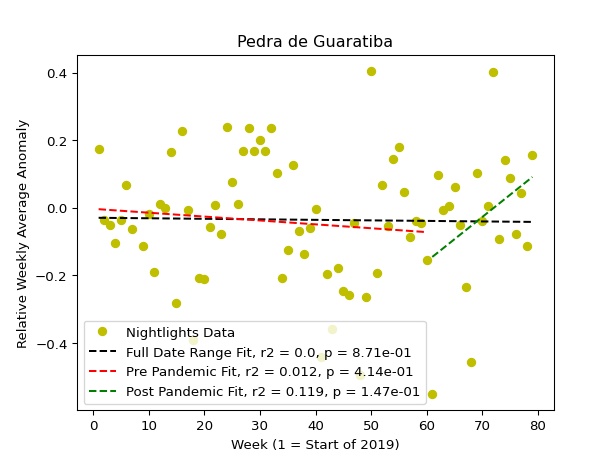 Pedra de Guaratiba
Relative Weekly Average Anomaly
0.4
0.2
0.0
−0.2
−0.4
Nightlights Data
Full Date Range Fit, r2 = 0.0, p = 8.71e-01
Pre Pandemic Fit, r2 = 0.012, p = 4.14e-01
Post Pandemic Fit, r2 = 0.119, p = 1.47e-01
0 10 20 30 40 50 60 70 80
Week (1 = Start of 2019)